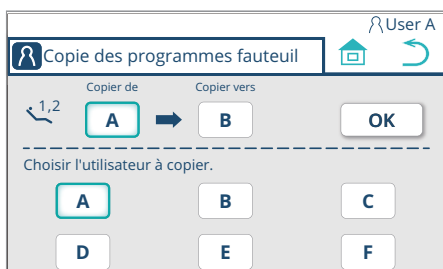 User A
Copie des programmes fauteuil
Copier de Copier vers
1,2 A B OK
Choisir l'utilisateur à copier.
A B C
D E F